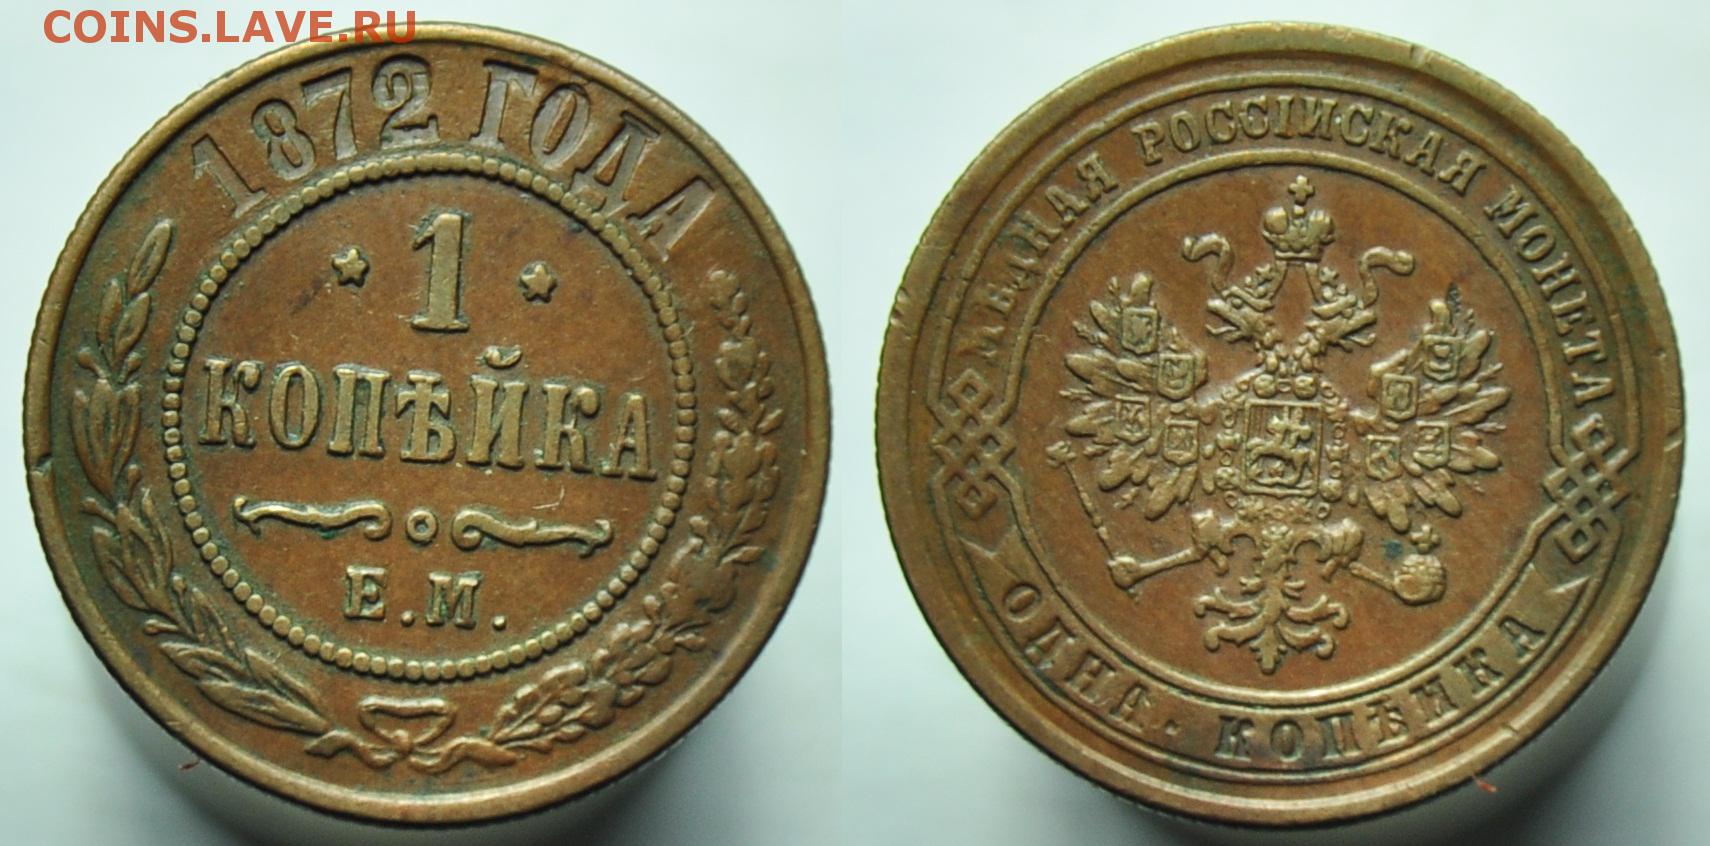 COINS.LAVE.RU
1872 ГОДА
1
КОПѢЙКА
Е.М.
МѢДНАЯ РОССІЙСКАЯ МОНЕТА
ОДНА КОПѢЙКА